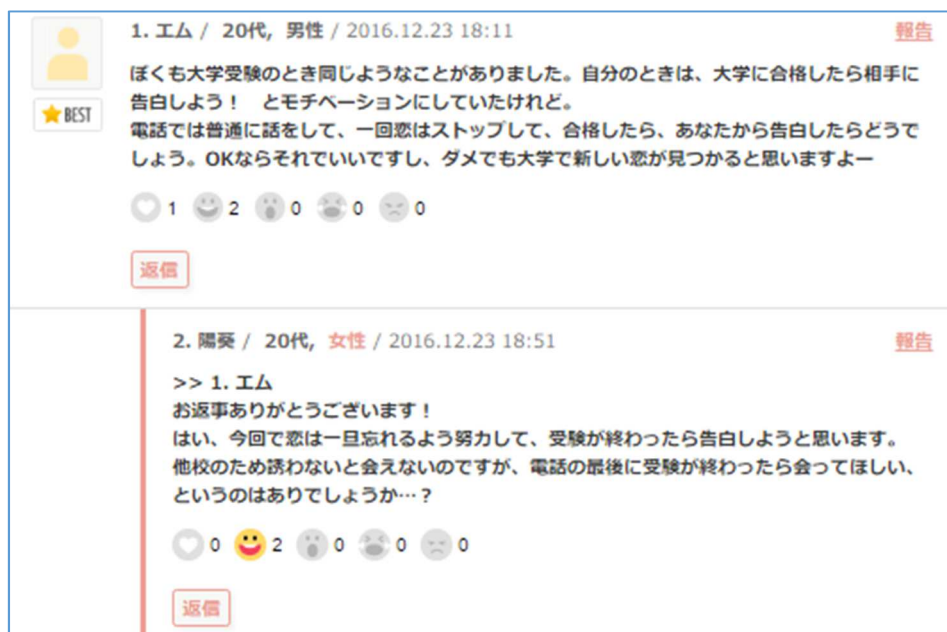 1. エム / 20代, 男性 / 2016.12.23 18:11 報告
ぼくも大学受験のとき同じようなことがありました。自分のときは、大学に合格したら相手に
告白しよう！　とモチベーションにしていたけれど。
電話では普通に話をして、一回恋はストップして、合格したら、あなたから告白したらどうで
しょう。OKならそれでいいですし、ダメでも大学で新しい恋が見つかると思いますよー
BEST
1 2 0 0 0
返信
2. 陽葵 / 20代, 女性 / 2016.12.23 18:51 報告
>> 1. エム
お返事ありがとうございます！
はい、今回で恋は一旦忘れるよう努力して、受験が終わったら告白しようと思います。
他校のため誘わないと会えないのですが、電話の最後に受験が終わったら会ってほしい、
というのはありでしょうか…？
0 2 0 0 0
返信